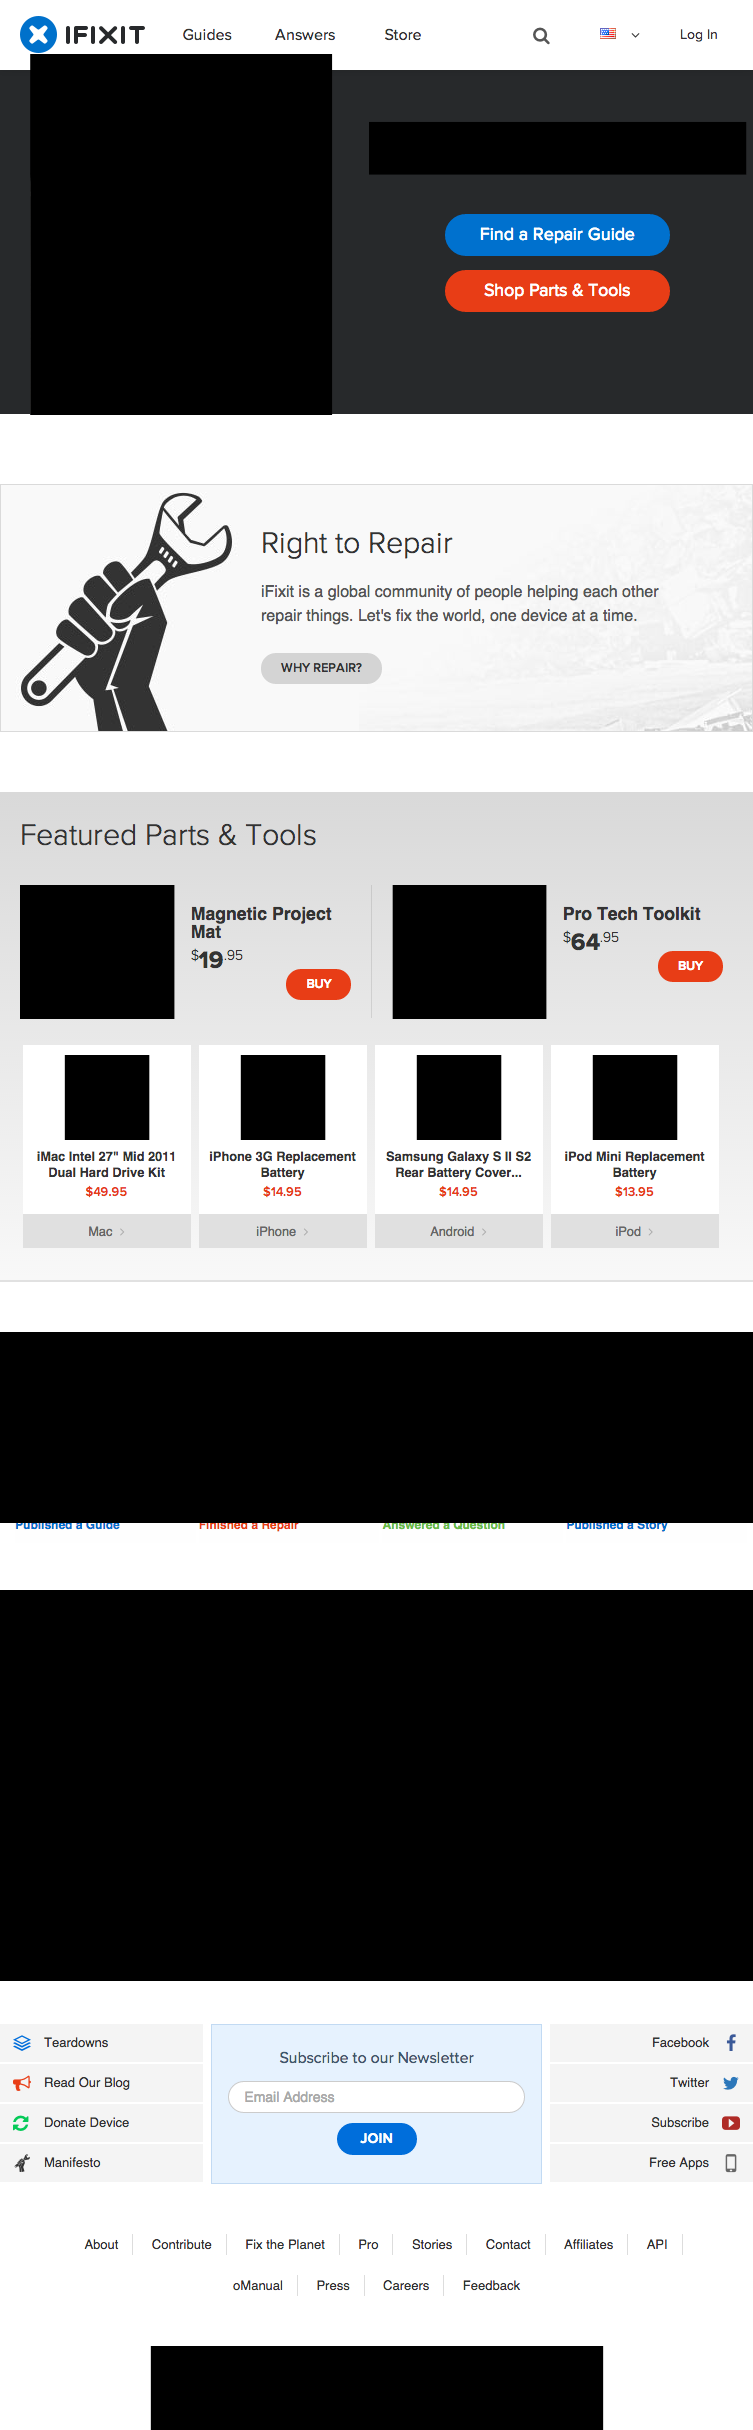 IFIXIT
Guides
Answers
Store
Log In
Find a Repair Guide
Shop Parts & Tools
Right to Repair
iFixit is a global community of people helping each other
repair things. Let's fix the world, one device at a time.
WHY REPAIR?
Featured Parts & Tools
Magnetic Project
Mat
$19.95
BUY
Pro Tech Toolkit
$64.95
BUY
iMac Intel 27" Mid 2011
Dual Hard Drive Kit
$49.95
Mac
iPhone 3G Replacement
Battery
$14.95
iPhone
Samsung Galaxy S II S2
Rear Battery Cover...
$14.95
Android
iPod Mini Replacement
Battery
$13.95
iPod
Published a Guide
Finished a Repair
Answered a Question
Published a Story
Teardowns
Read Our Blog
Donate Device
Manifesto
Subscribe to our Newsletter
Email Address
JOIN
Facebook
Twitter
Subscribe
Free Apps
About
Contribute
Fix the Planet
Pro
Stories
Contact
Affiliates
API
oManual
Press
Careers
Feedback